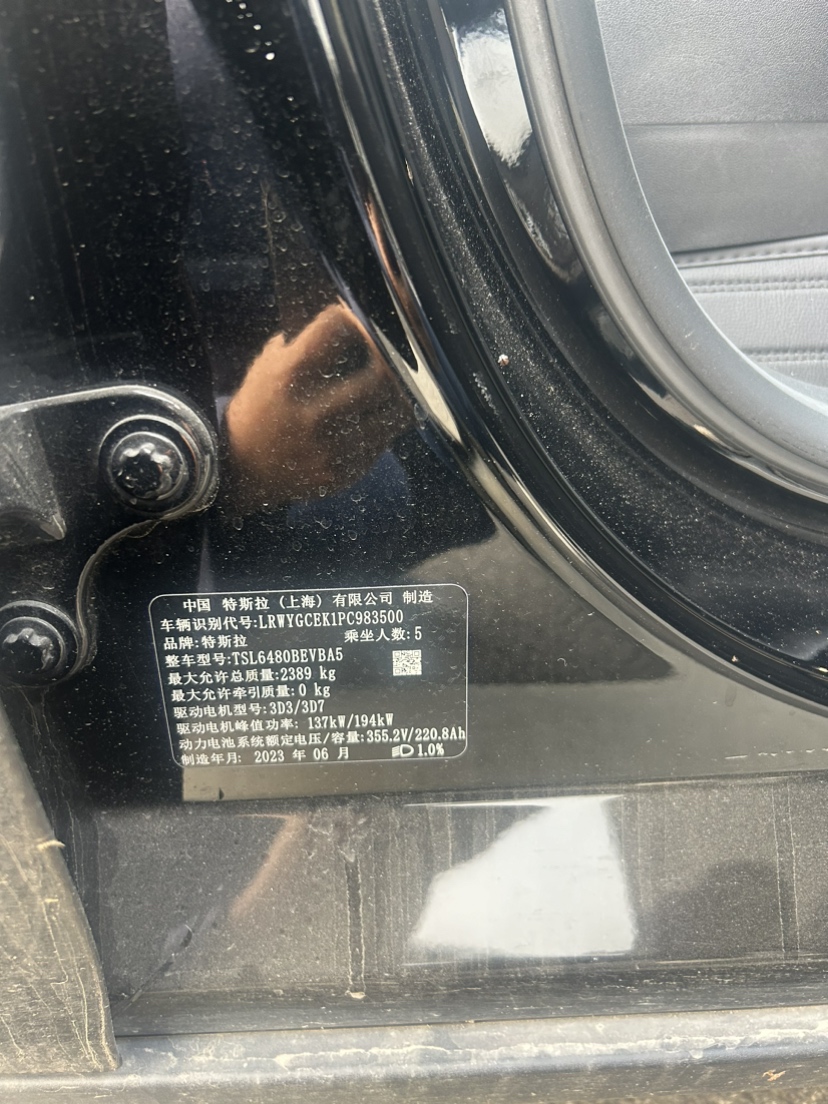 中国 特斯拉 (上海) 有限公司 制造
车辆识别代号:LRWYGCEK1PC983500
品牌:特斯拉 乘坐人数:5
整车型号:TSL6480BEVBA5
最大允许总质量:2389 kg
最大允许牵引质量:0 kg
驱动电机型号:3D3/3D7
驱动电机峰值功率: 137kW/194kW
动力电池系统额定电压/容量:355.2V/220.8Ah
制造年月: 2023 年 06 月 1.0%